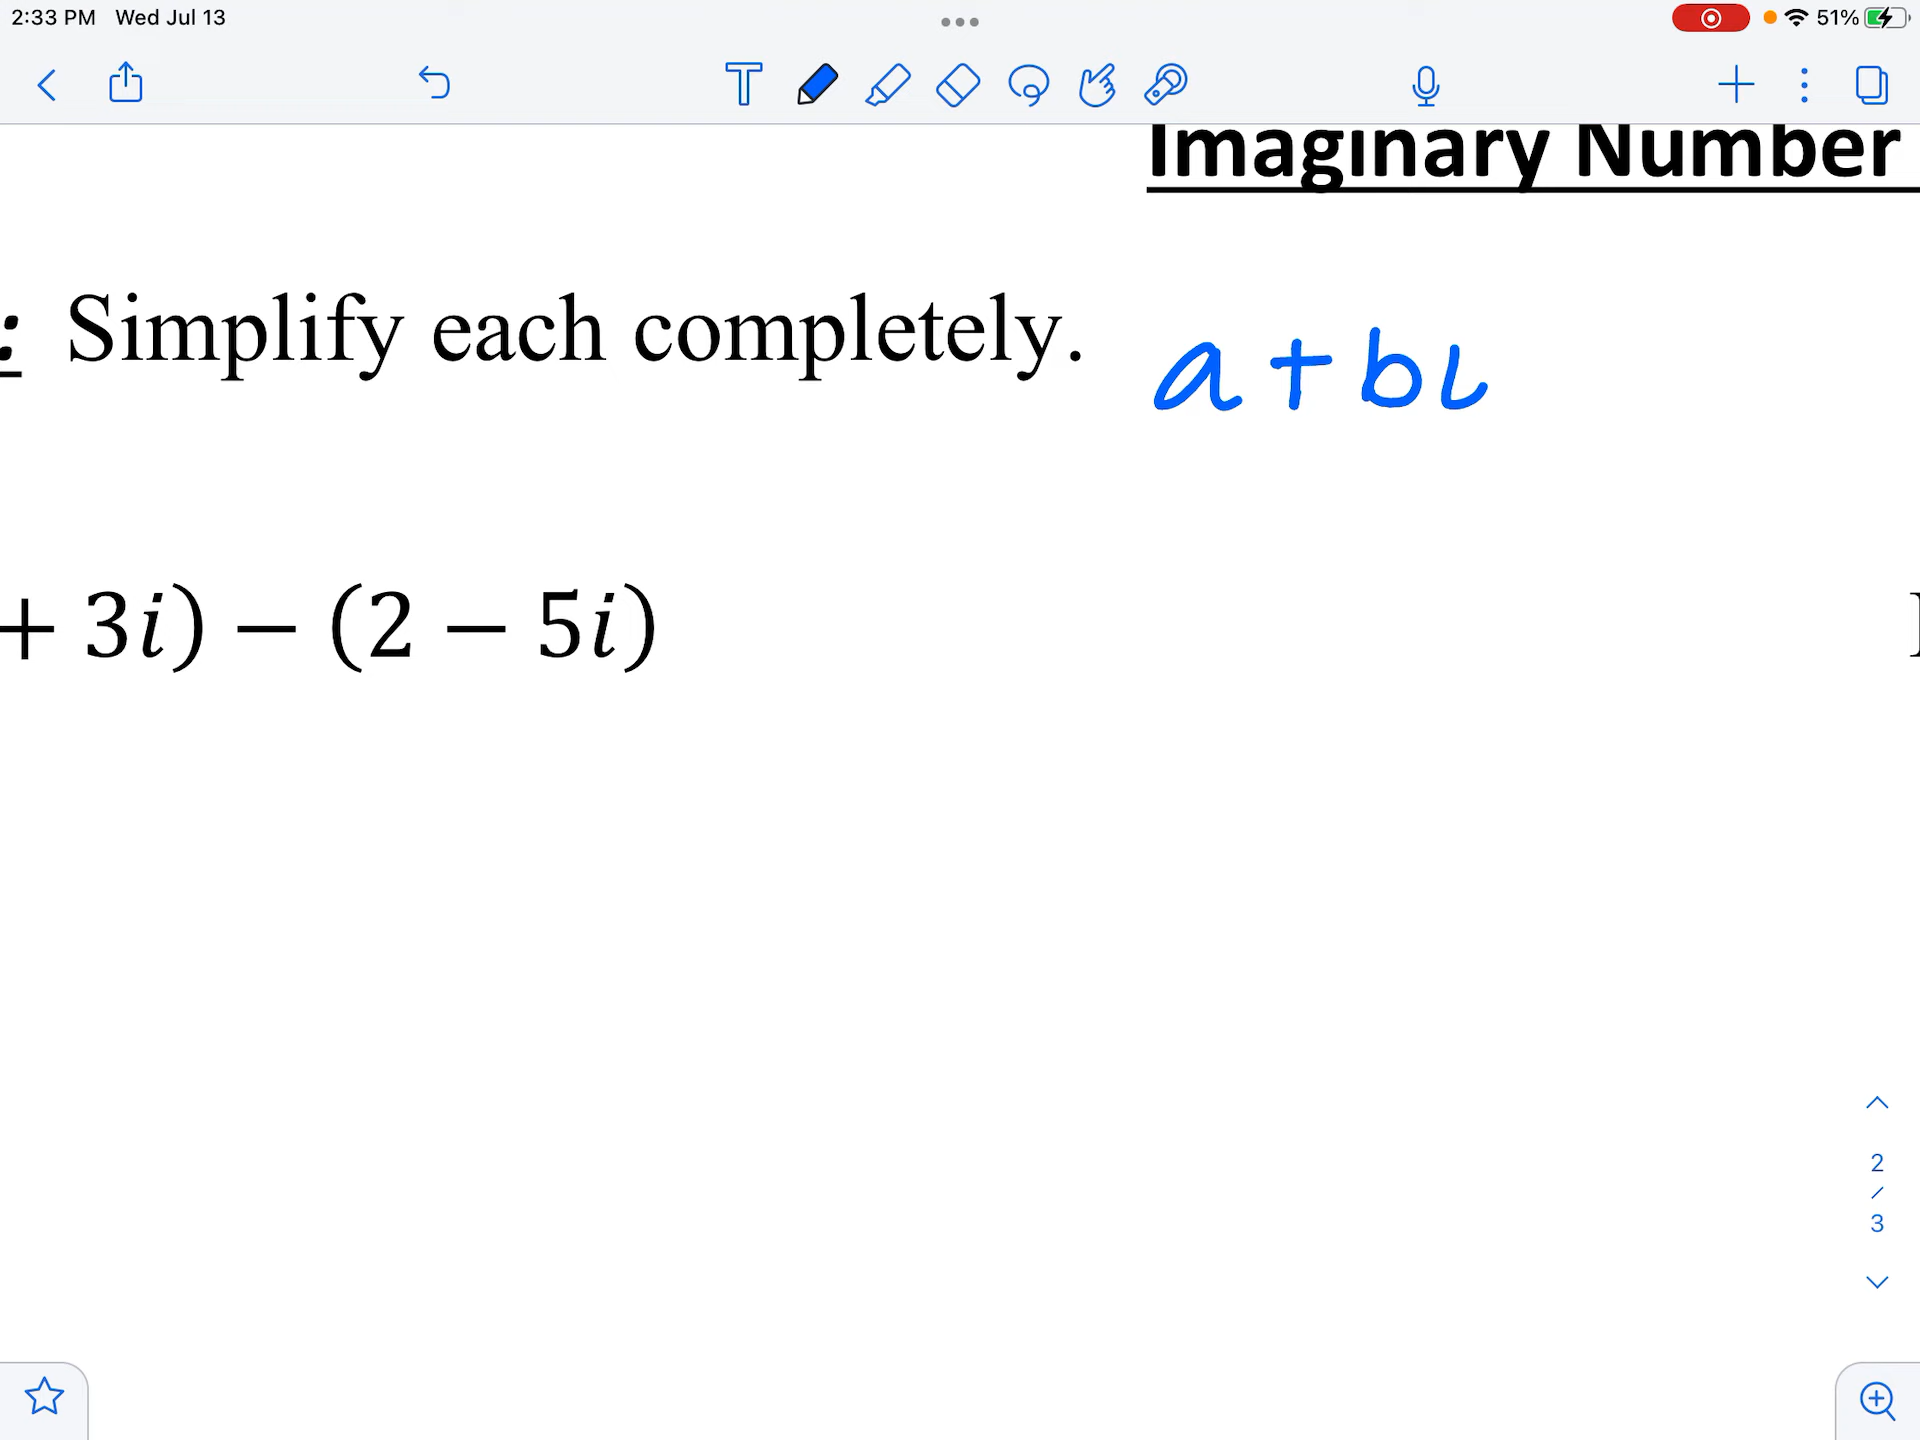 2:33 PM Wed Jul 13
51%
T
Imaginary Number
: Simplify each completely.
a + bi
+ 3i) − (2 − 5i)
2
/
3